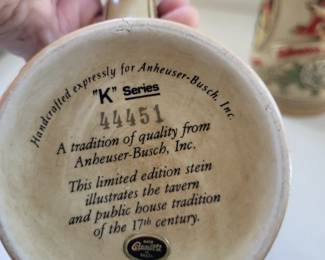 Handcrafted expressly for Anheuser-Busch, Inc.
"K" Series
44451
A tradition of quality from
Anheuser-Busch, Inc.
This limited edition stein
illustrates the tavern
and public house tradition
of the 17th century.